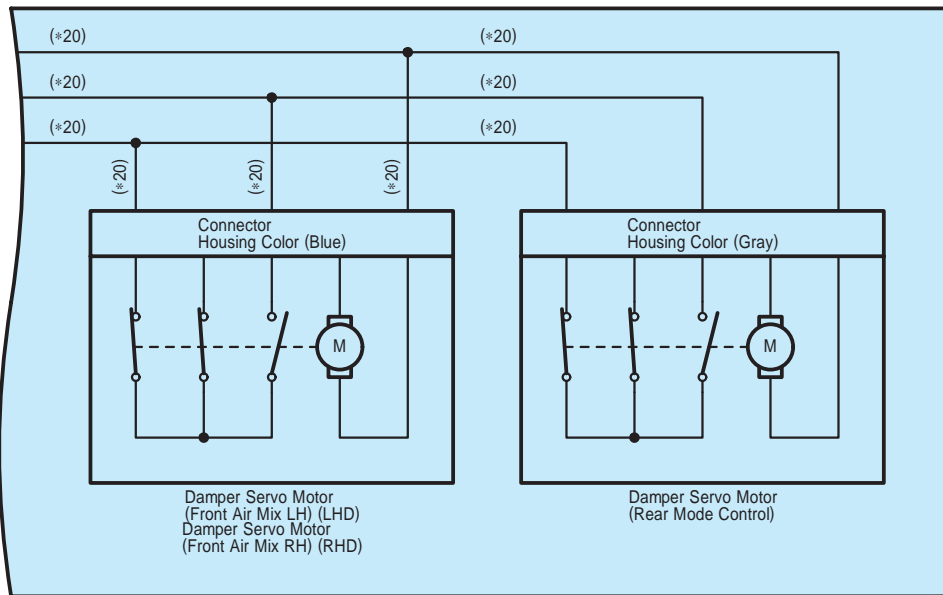 (*20) (*20)
(*20)
(*20) (*20)
(*20) (*20) (*20)
Connector
Housing Color (Blue)
Connector
Housing Color (Gray)
M
M
Damper Servo Motor
(Front Air Mix LH) (LHD)
Damper Servo Motor
(Front Air Mix RH) (RHD)
Damper Servo Motor
(Rear Mode Control)